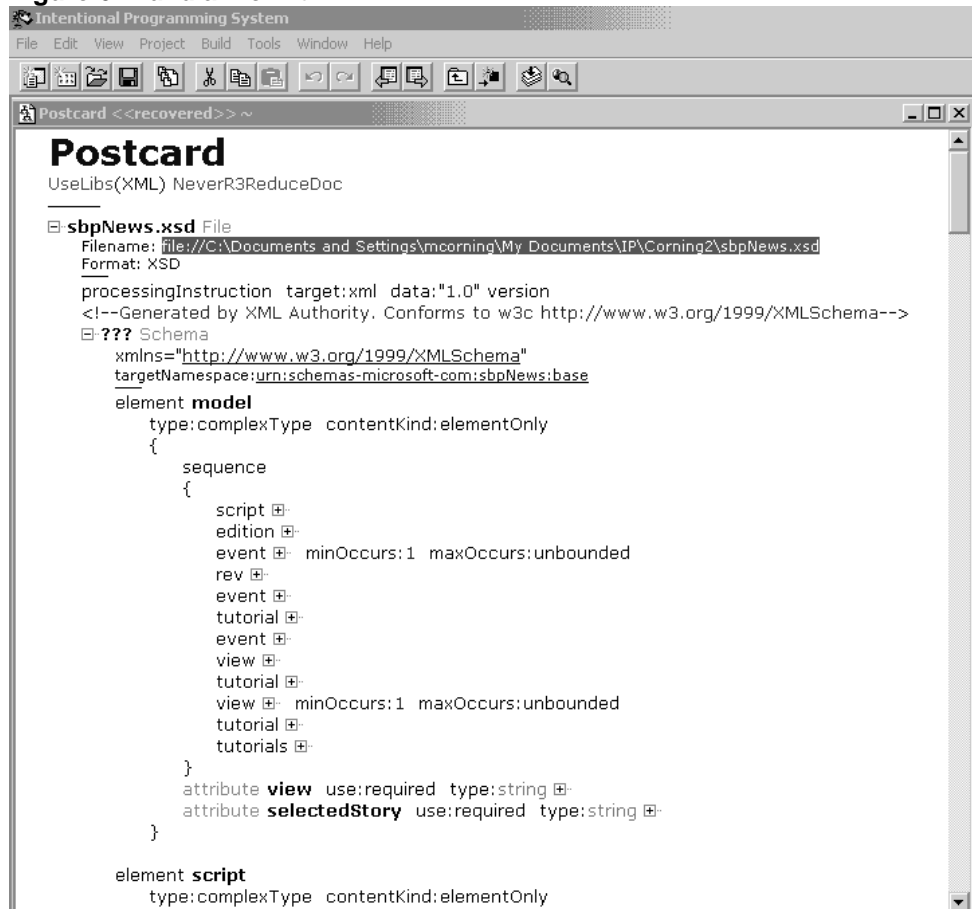 Intentional Programming System
File Edit View Project Build Tools Window Help
Postcard <<recovered>> ~
Postcard
UseLibs(XML) NeverR3ReduceDoc
sbpNews.xsd File
Filename: file://C:\Documents and Settings\mcorning\My Documents\IP\Corning2\sbpNews.xsd
Format: XSD
processingInstruction target:xml data:"1.0" version
<!--Generated by XML Authority. Conforms to w3c http://www.w3.org/1999/XMLSchema-->
??? Schema
xmlns="http://www.w3.org/1999/XMLSchema"
targetNamespace:urn:schemas-microsoft-com:sbpNews:base
element model
type:complexType contentKind:elementOnly
{
sequence
{
script
edition
event minOccurs:1 maxOccurs:unbounded
rev
event
tutorial
event
view
tutorial
view minOccurs:1 maxOccurs:unbounded
tutorial
tutorials
}
attribute view use:required type:string
attribute selectedStory use:required type:string
}
element script
type:complexType contentKind:elementOnly